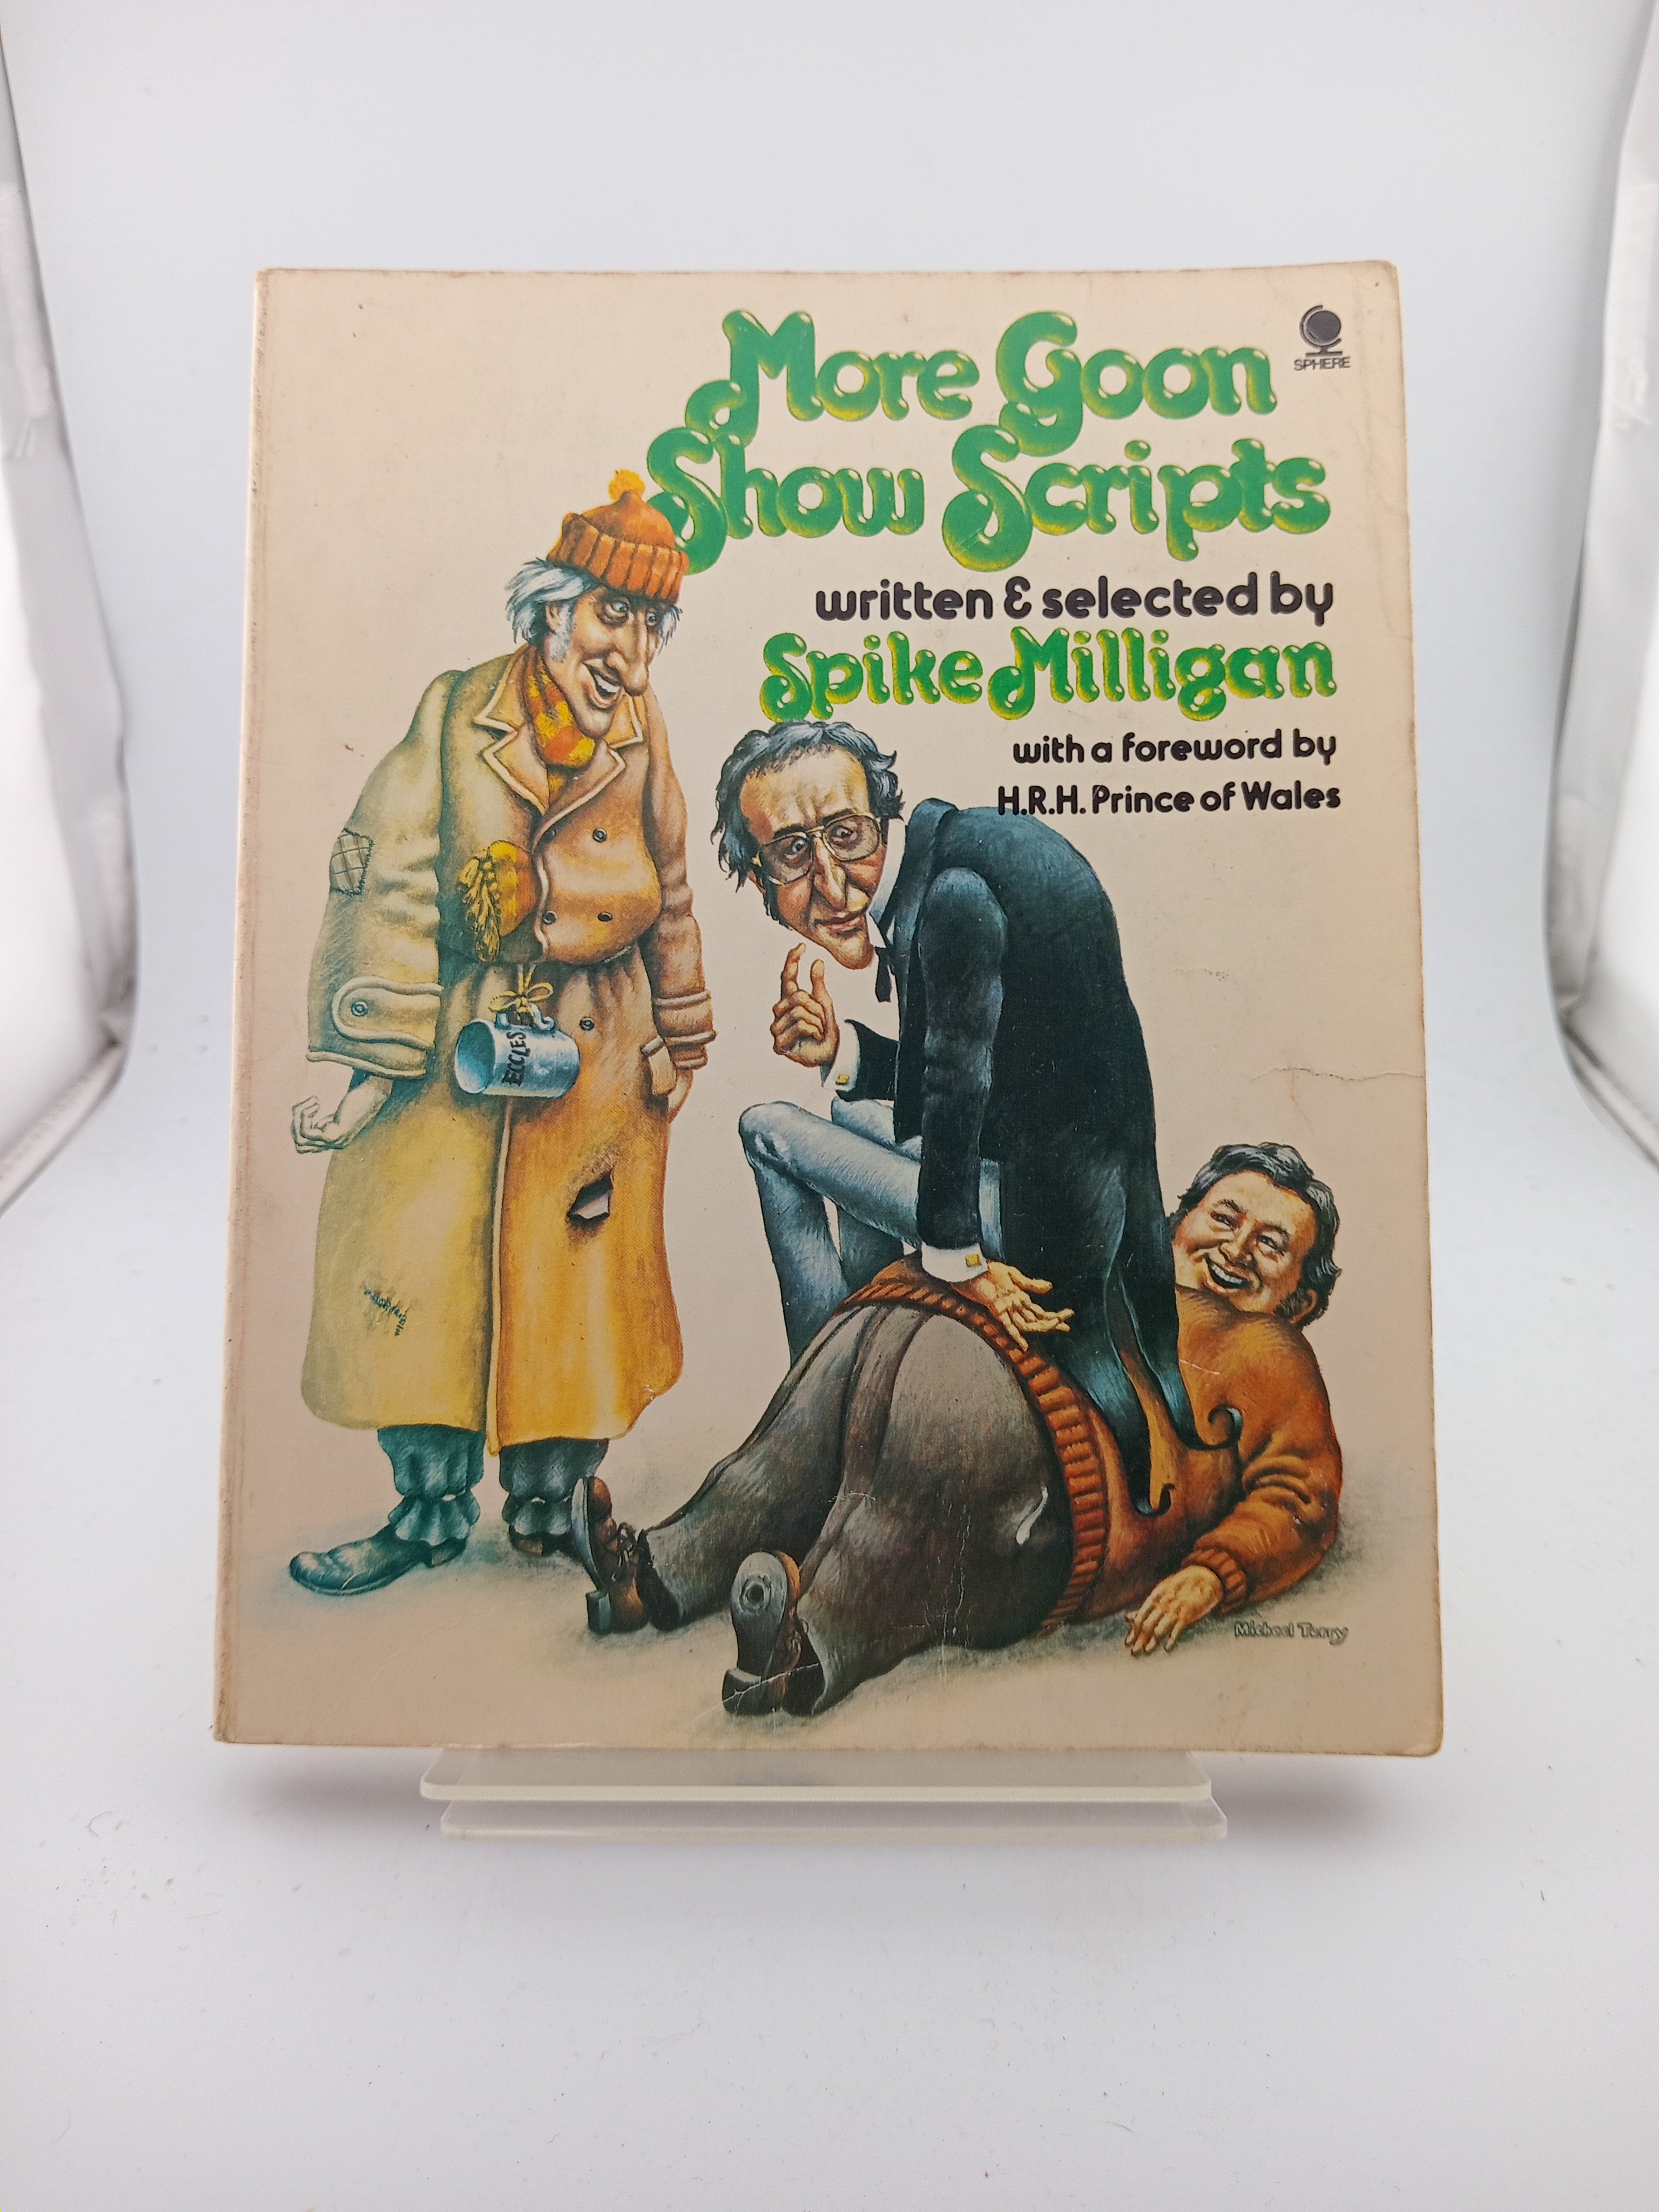 More Goon
Show Scripts
SPHERE
written & selected by
Spike Milligan
with a foreword by
H.R.H. Prince of Wales
ECCLES
Michael Terry